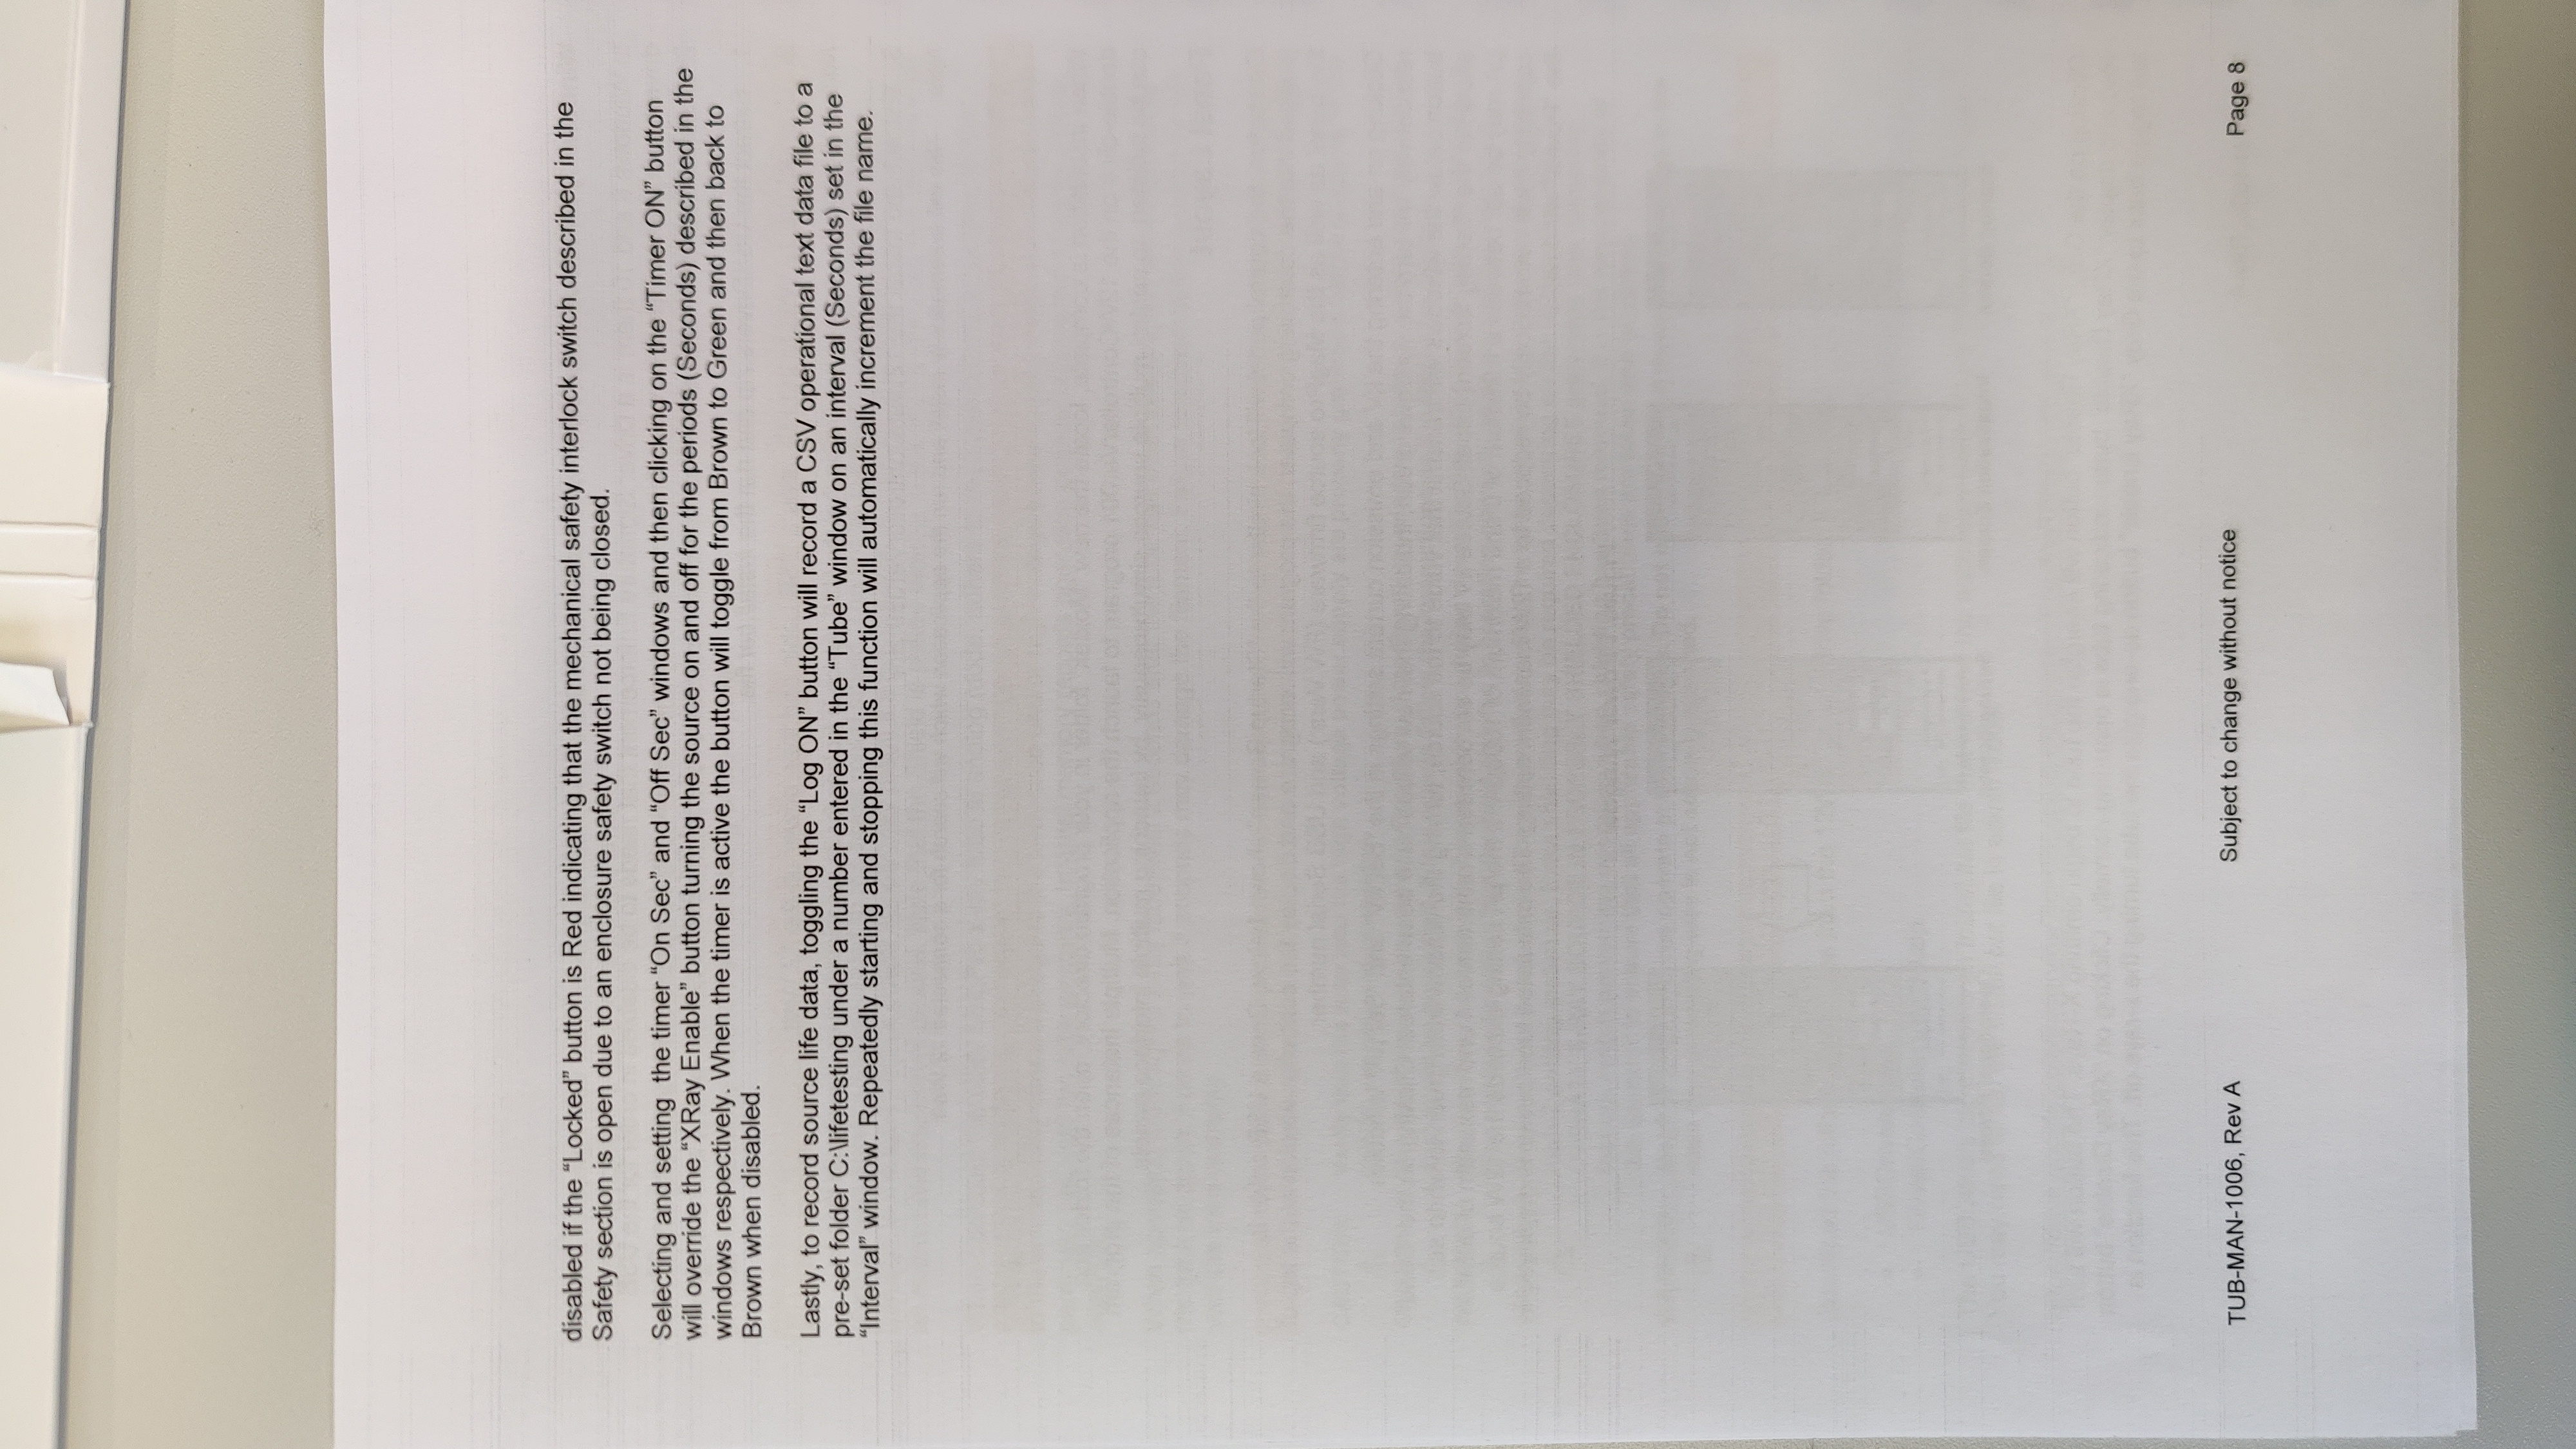 disabled if the “Locked” button is Red indicating that the mechanical safety interlock switch described in the
Safety section is open due to an enclosure safety switch not being closed.
Selecting and setting  the timer “On Sec” and “Off Sec” windows and then clicking on the “Timer ON” button
will override the “XRay Enable” button turning the source on and off for the periods (Seconds) described in the
windows respectively. When the timer is active the button will toggle from Brown to Green and then back to
Brown when disabled.
Lastly, to record source life data, toggling the “Log ON” button will record a CSV operational text data file to a
pre-set folder C:\lifetesting under a number entered in the “Tube” window on an interval (Seconds) set in the
“Interval” window. Repeatedly starting and stopping this function will automatically increment the file name.
TUB-MAN-1006, Rev A
Subject to change without notice
Page 8